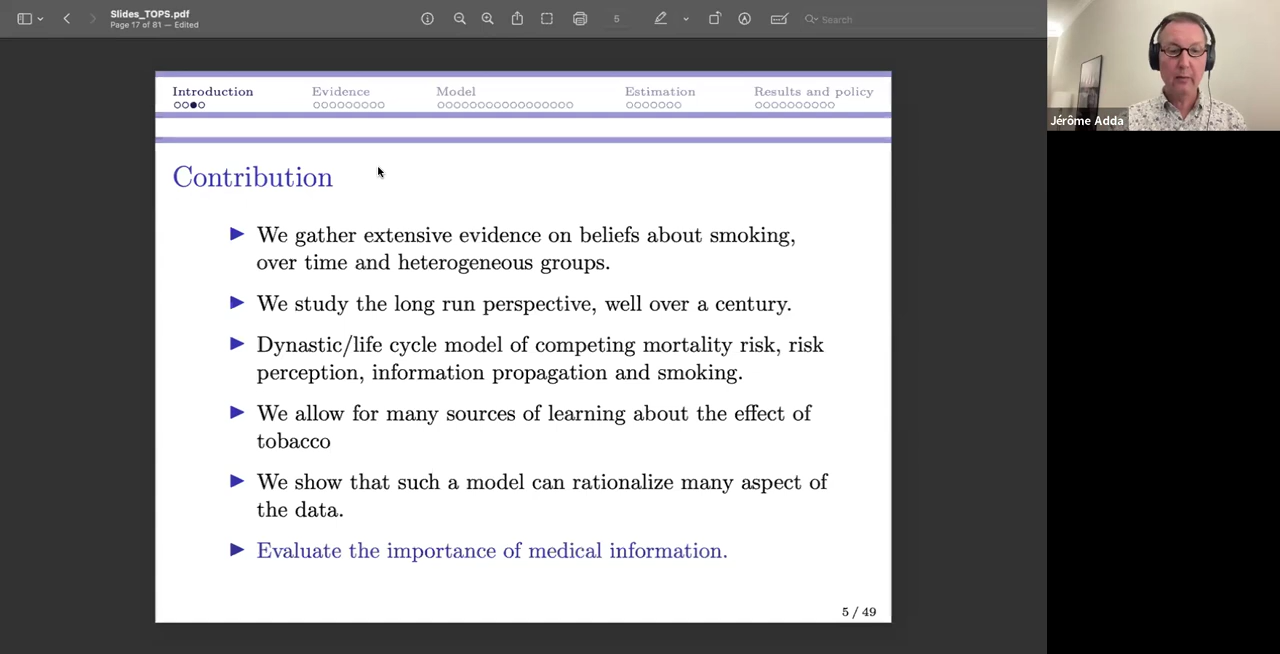 Slides_TOPS.pdf
Page 17 of 81 — Edited
5
Search
Introduction Evidence Model Estimation Results and policy
Jérôme Adda
Contribution
▶ We gather extensive evidence on beliefs about smoking,
over time and heterogeneous groups.
▶ We study the long run perspective, well over a century.
▶ Dynastic/life cycle model of competing mortality risk, risk
perception, information propagation and smoking.
▶ We allow for many sources of learning about the effect of
tobacco
▶ We show that such a model can rationalize many aspect of
the data.
▶ Evaluate the importance of medical information.
5 / 49